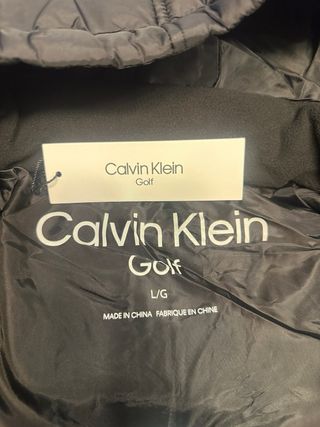 Calvin Klein
Golf
Calvin Klein
Golf
L/G
MADE IN CHINA FABRIQUE EN CHINE